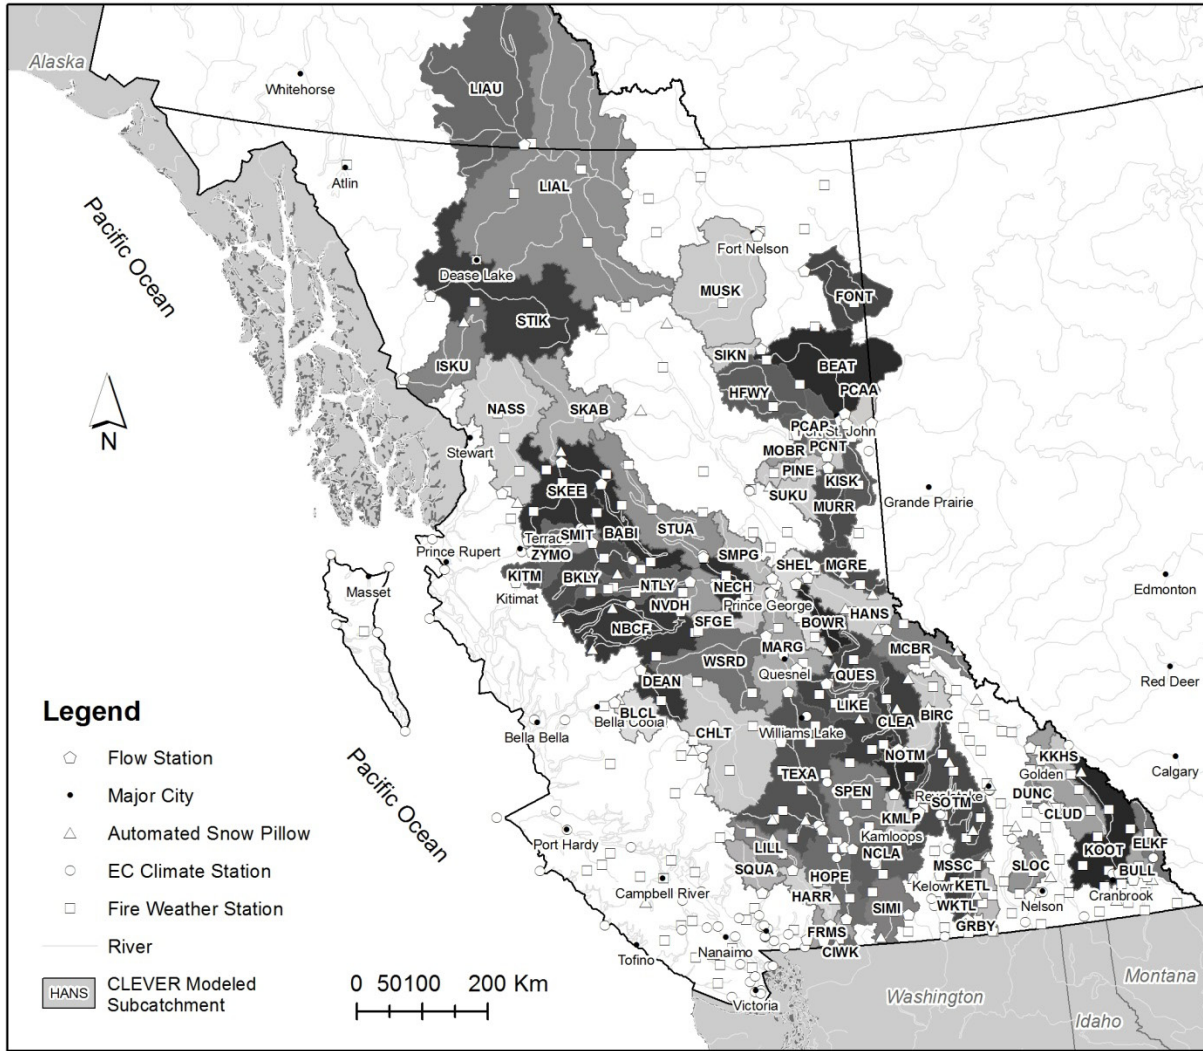 Alaska
Whitehorse
LIAU
Atlin
LIAL
Pacific Ocean
Fort Nelson
Dease Lake
MUSK
FONT
STIK
SIKN
BEAT
ISKU
HFWY
PCAA
NASS
SKAB
N
PCAP
St. John
Stewart
MOBR
PCNT
PINE
KISK
SKEE
SUKU
Grande Prairie
MURR
STUA
SMIT
BABI
Prince Rupert
ZYMO
SMPG
SHEL
MGRE
KITM
BKLY
NTLY
NECH
Edmonton
Masset
Kitimat
NVDH
Prince George
HANS
SFGE
BOWR
NBCF
MARG
MCBR
WSRD
Quesnel
QUES
Red Deer
DEAN
LIKE
BIRC
Legend
BLCL
Bella Coola
CLEA
Bella Bella
CHLT
Williams Lake
Flow Station
NOTM
KKHS
Calgary
Pacific Ocean
TEXA
Golden
Major City
SPEN
DUNC
SOTM
CLUD
Automated Snow Pillow
Port Hardy
KMLP
Kamloops
LILL
KOOT
ELKF
EC Climate Station
NCLA
MSSC
SLOC
BULL
SQUA
HOPE
Campbell River
KETL
Cranbrook
Fire Weather Station
HARR
WKTL
Nelson
SIMI
River
FRMS
GRBY
Tofino
Nanaimo
CIWK
HANS
CLEVER Modeled
Subcatchment
0 50100 200 Km
Victoria
Washington
Montana
Idaho